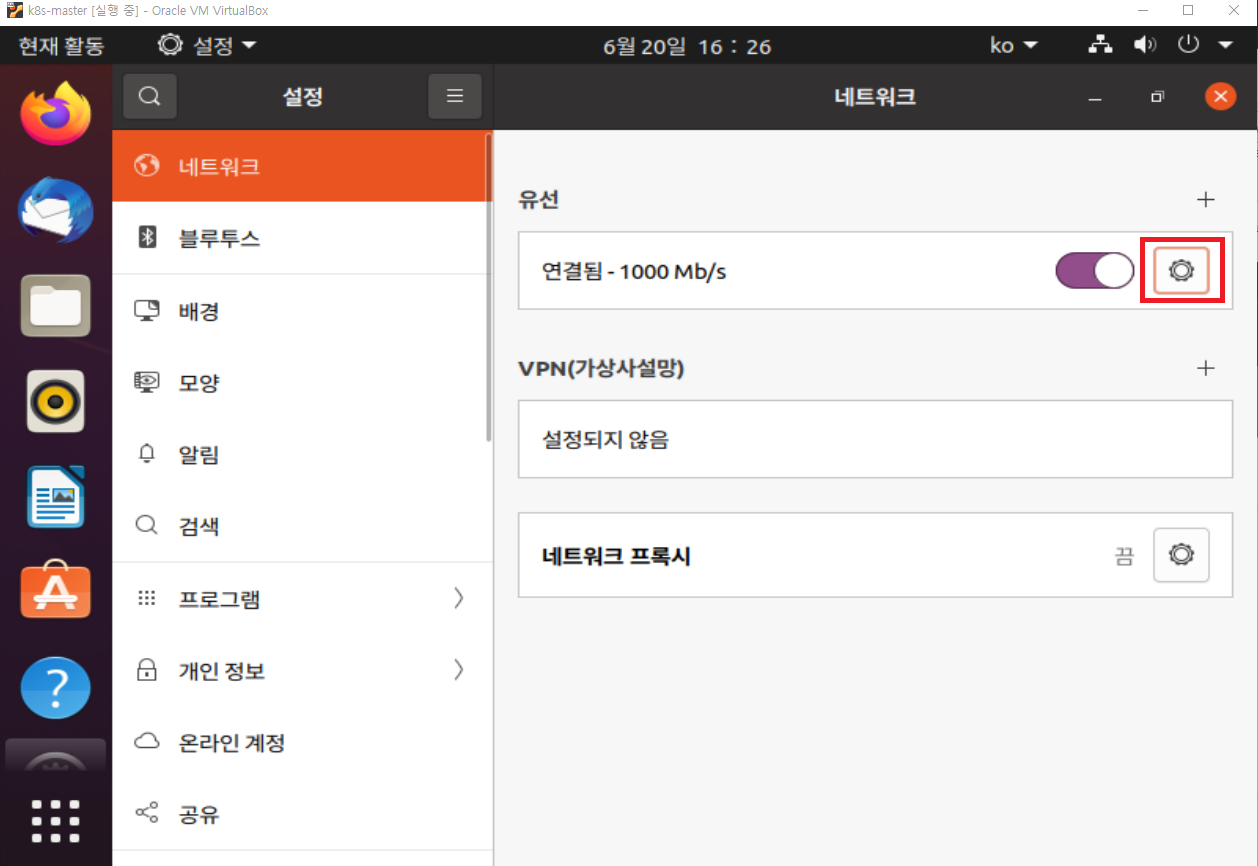 k8s-master [실행 중] - Oracle VM VirtualBox
현재 활동
설정
6월 20일 16 : 26
ko
설정
네트워크
네트워크
블루투스
배경
모양
알림
검색
프로그램
개인 정보
온라인 계정
공유
유선
연결됨 - 1000 Mb/s
VPN(가상사설망)
설정되지 않음
네트워크 프록시
끔